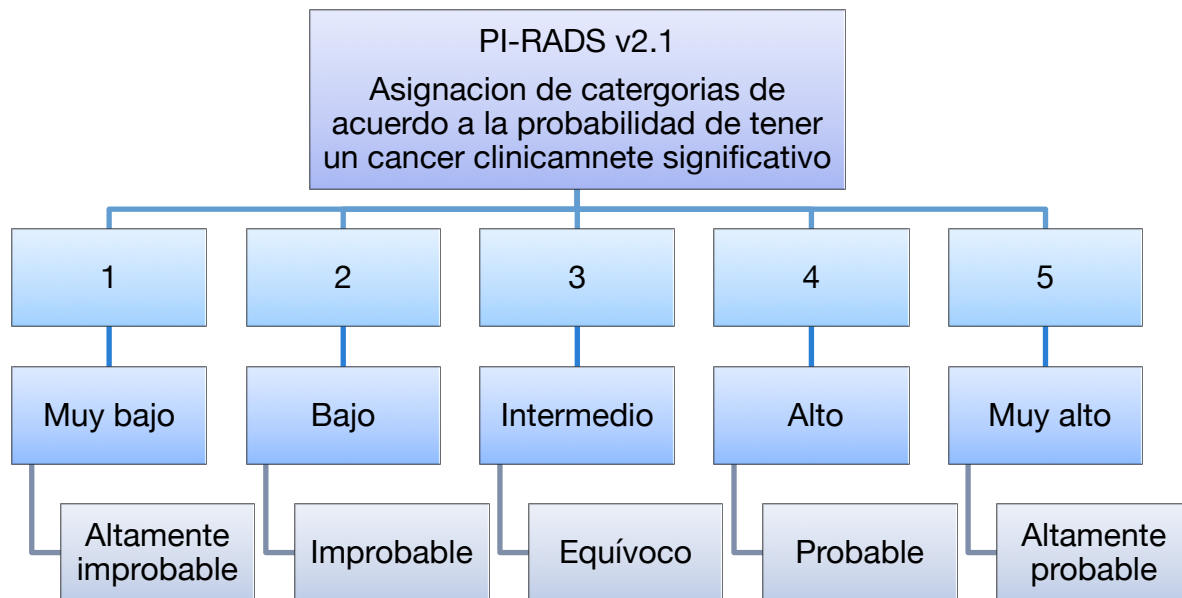 PI-RADS v2.1
Asignacion de catergorias de
acuerdo a la probabilidad de tener
un cancer clinicamnete significativo
1
2
3
4
5
Muy bajo
Bajo
Intermedio
Alto
Muy alto
Altamente
improbable
Improbable
Equívoco
Probable
Altamente
probable